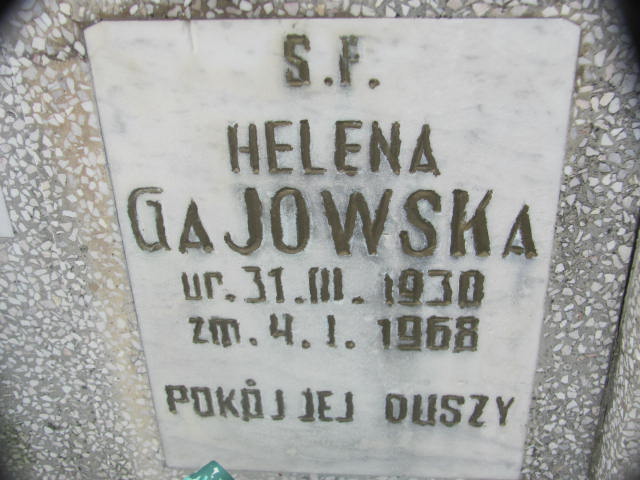 S.F.
HELENA
GAJOWSKA
ur. 31. III. 1930
zm. 4. I. 1968
POKÓJ JEJ DUSZY